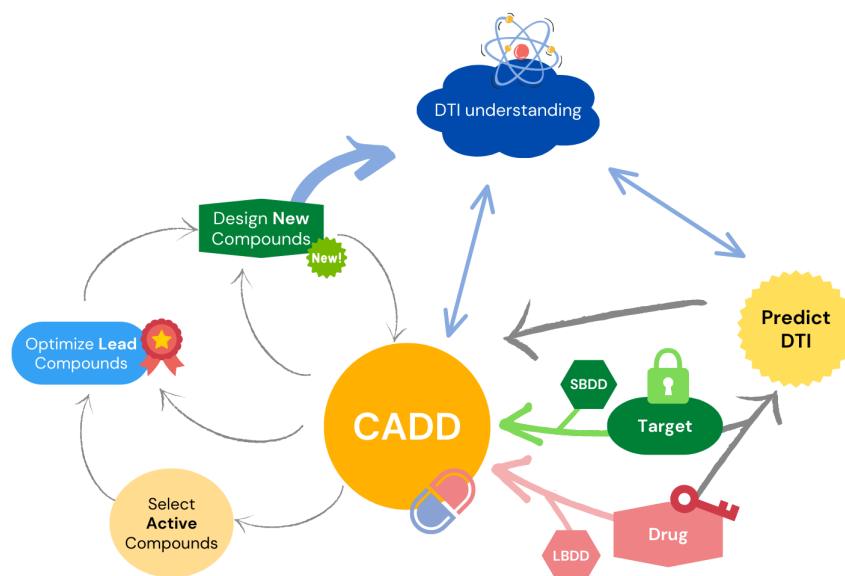 DTI understanding
Design New
Compounds
New!
Predict
DTI
Optimize Lead
Compounds
SBDD
CADD
Target
Select
Active
Compounds
Drug
LBDD